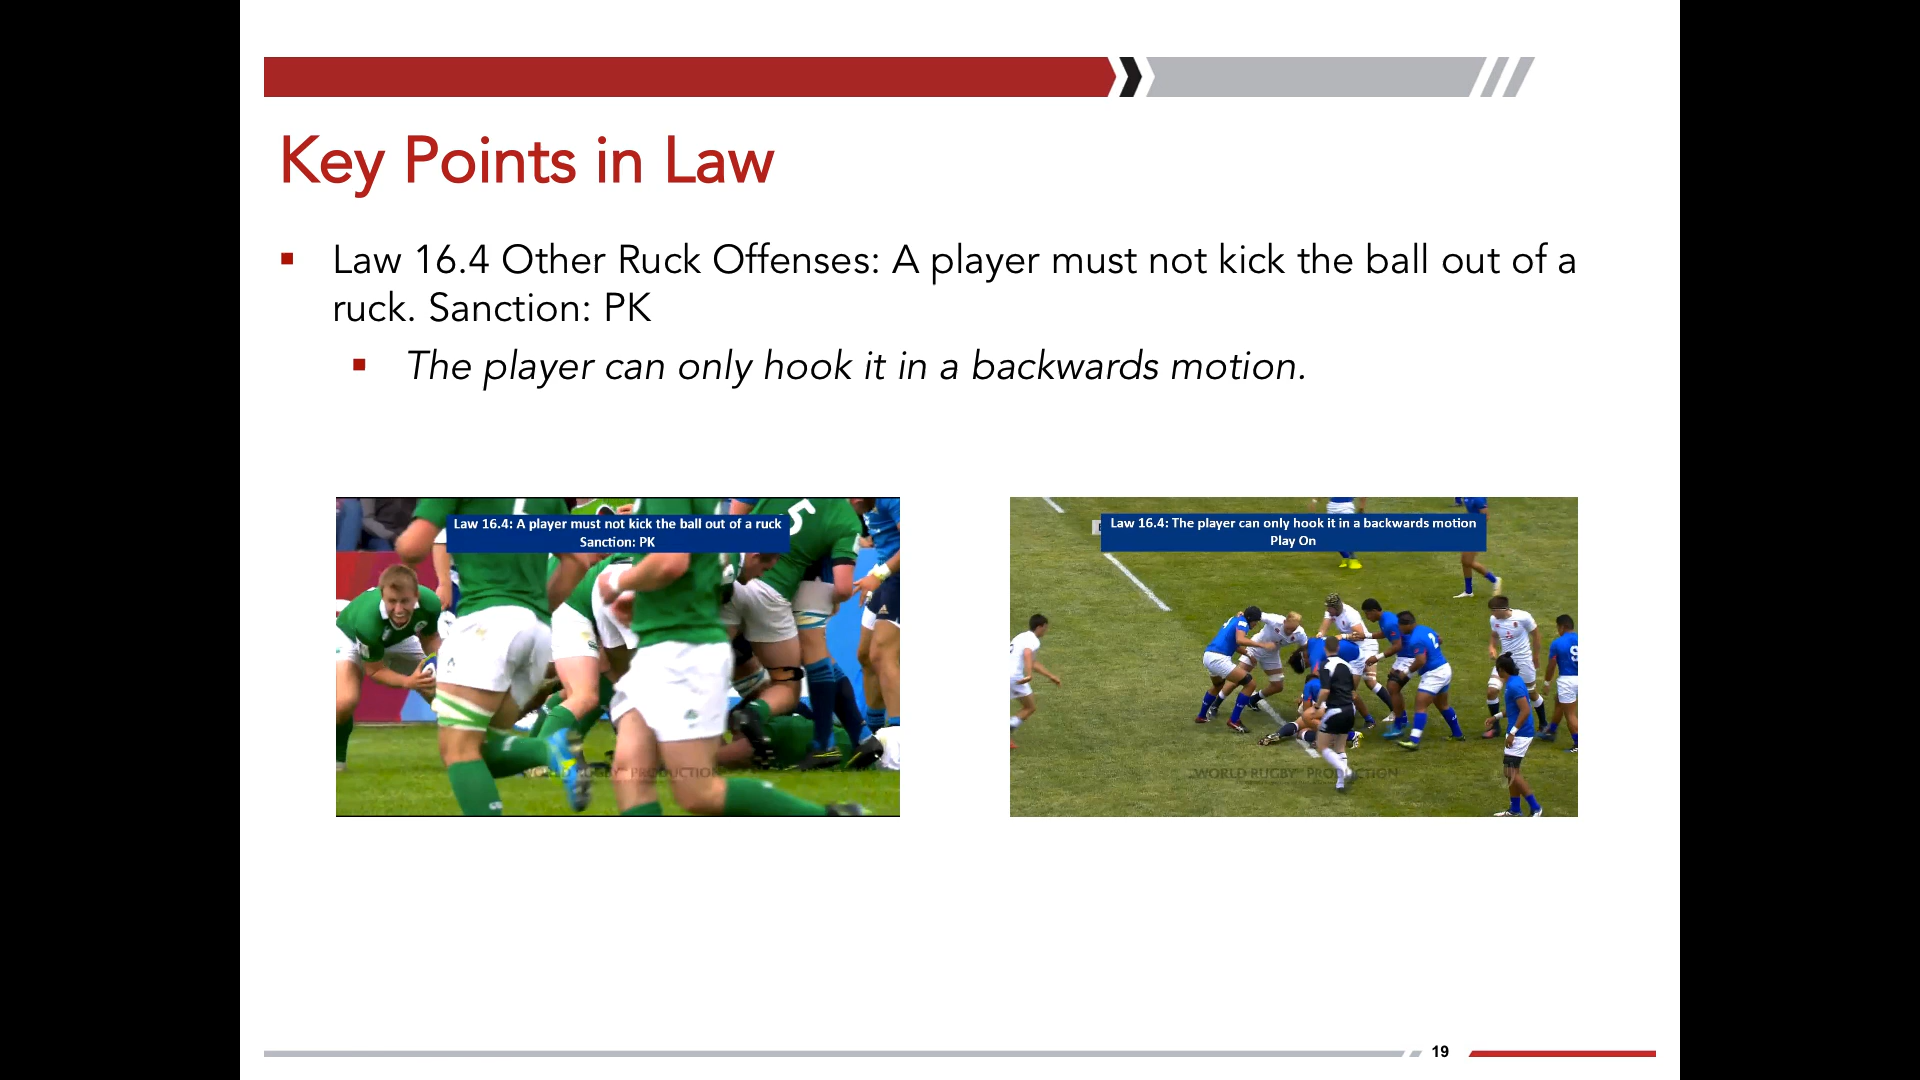 Key Points in Law
Law 16.4 Other Ruck Offenses: A player must not kick the ball out of a
ruck. Sanction: PK
The player can only hook it in a backwards motion.
Law 16.4: A player must not kick the ball out of a ruck
Sanction: PK
5
WORLD RUGBY PRODUCTION
Law 16.4: The player can only hook it in a backwards motion
Play On
2
9
WORLD RUGBY PRODUCTION
19